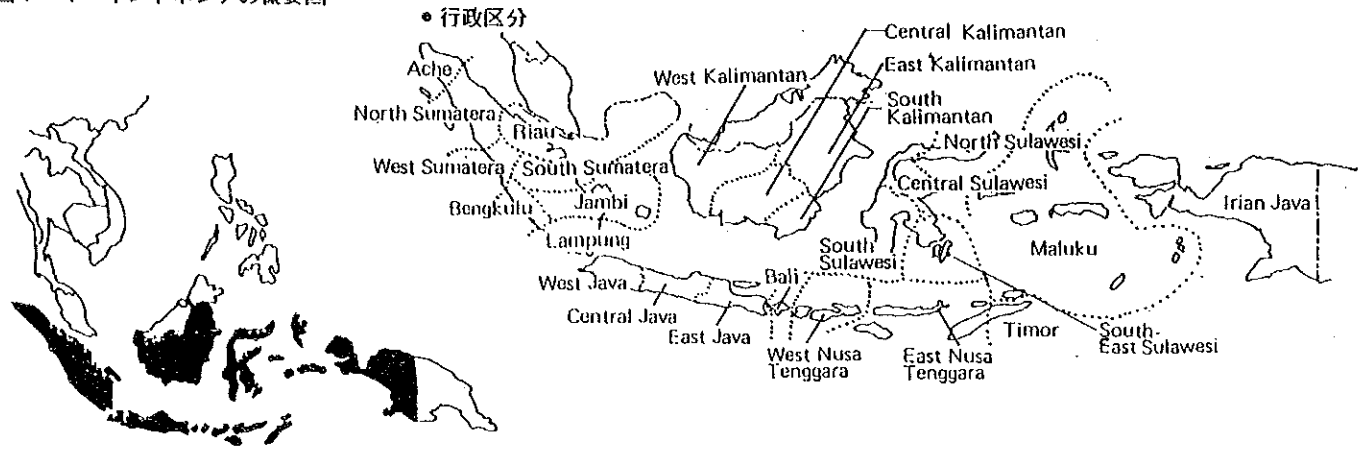 • 行政区分
Ache
North Sumatera
Riau
West Sumatera
South Sumatera
Bengkulu
Jambi
Lampung
West Kalimantan
Central Kalimantan
East Kalimantan
South
Kalimantan
North Sulawesi
Central Sulawesi
South
Sulawesi
Maluku
Irian Java
West Java
Central Java
East Java
Bali
West Nusa
Tenggara
East Nusa
Tenggara
Timor
South-
East Sulawesi